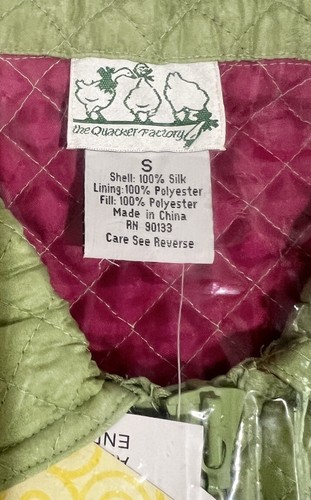 the Quacker Factory
S
Shell: 100% Silk
Lining: 100% Polyester
Fill: 100% Polyester
Made in China
RN 90133
Care See Reverse